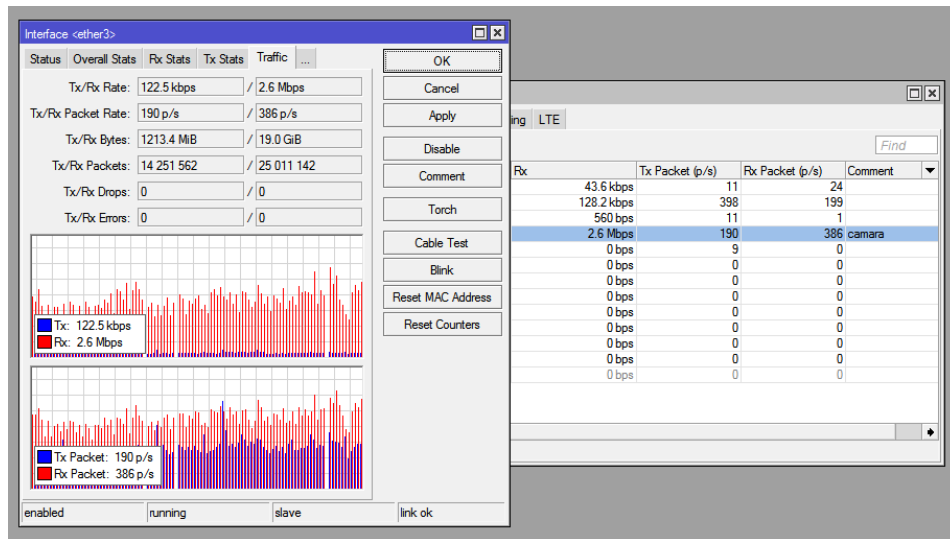 Interface <ether3>
Status Overall Stats Rx Stats Tx Stats Traffic ...
Tx/Rx Rate: 122.5 kbps / 2.6 Mbps
Tx/Rx Packet Rate: 190 p/s / 386 p/s
Tx/Rx Bytes: 1213.4 MiB / 19.0 GiB
Tx/Rx Packets: 14 251 562 / 25 011 142
Tx/Rx Drops: 0 / 0
Tx/Rx Errors: 0 / 0
Tx: 122.5 kbps
Rx: 2.6 Mbps
Tx Packet: 190 p/s
Rx Packet: 386 p/s
enabled running slave link ok
OK
Cancel
Apply
Disable
Comment
Torch
Cable Test
Blink
Reset MAC Address
Reset Counters
ing LTE
Find
Rx Tx Packet (p/s) Rx Packet (p/s) Comment
43.6 kbps 11 24
128.2 kbps 398 199
560 bps 11 1
2.6 Mbps 190 386 camara
0 bps 9 0
0 bps 0 0
0 bps 0 0
0 bps 0 0
0 bps 0 0
0 bps 0 0
0 bps 0 0
0 bps 0 0
0 bps 0 0